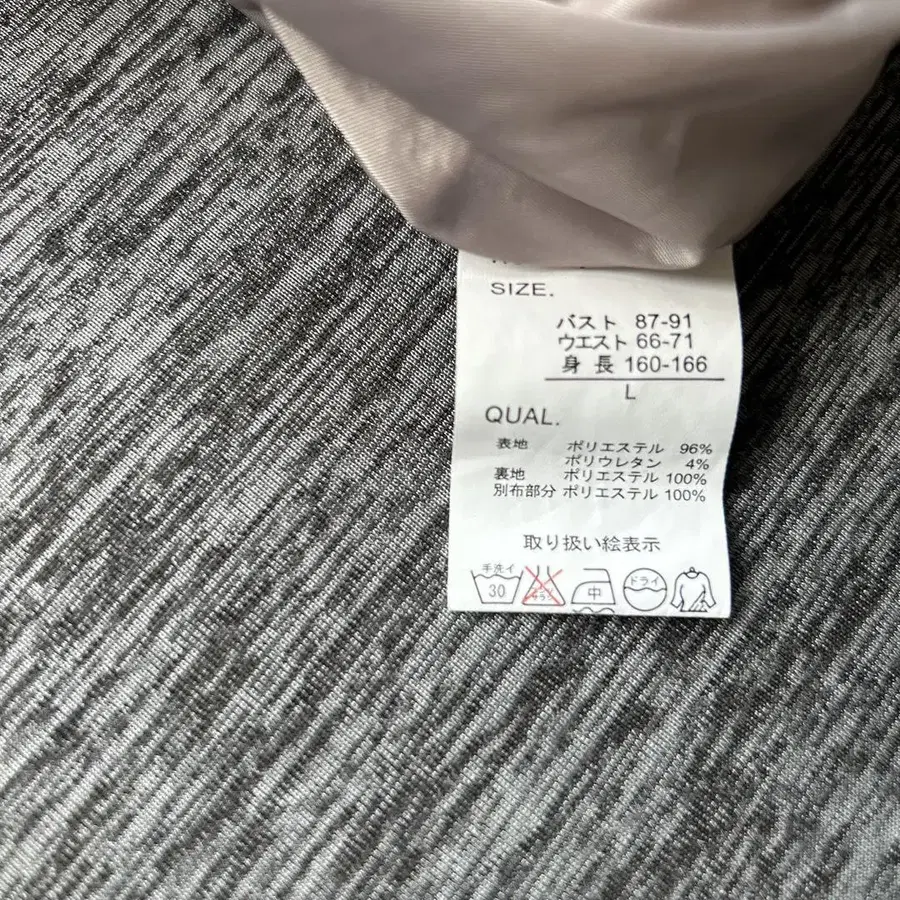 SIZE.
バスト 87-91
ウエスト 66-71
身長 160-166
L
QUAL.
表地 ポリエステル 96%
ポリウレタン 4%
裏地 ポリエステル 100%
別布部分 ポリエステル 100%
取り扱い絵表示
手洗イ
30
中
ドライ